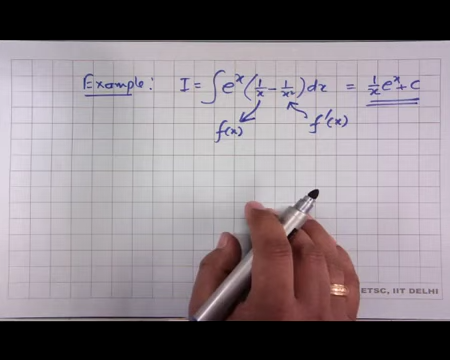 Example: I = ∫ eˣ (1/x - 1/x²) dx = 1/x eˣ + c
f(x) f'(x)
ETSC, IIT DELHI